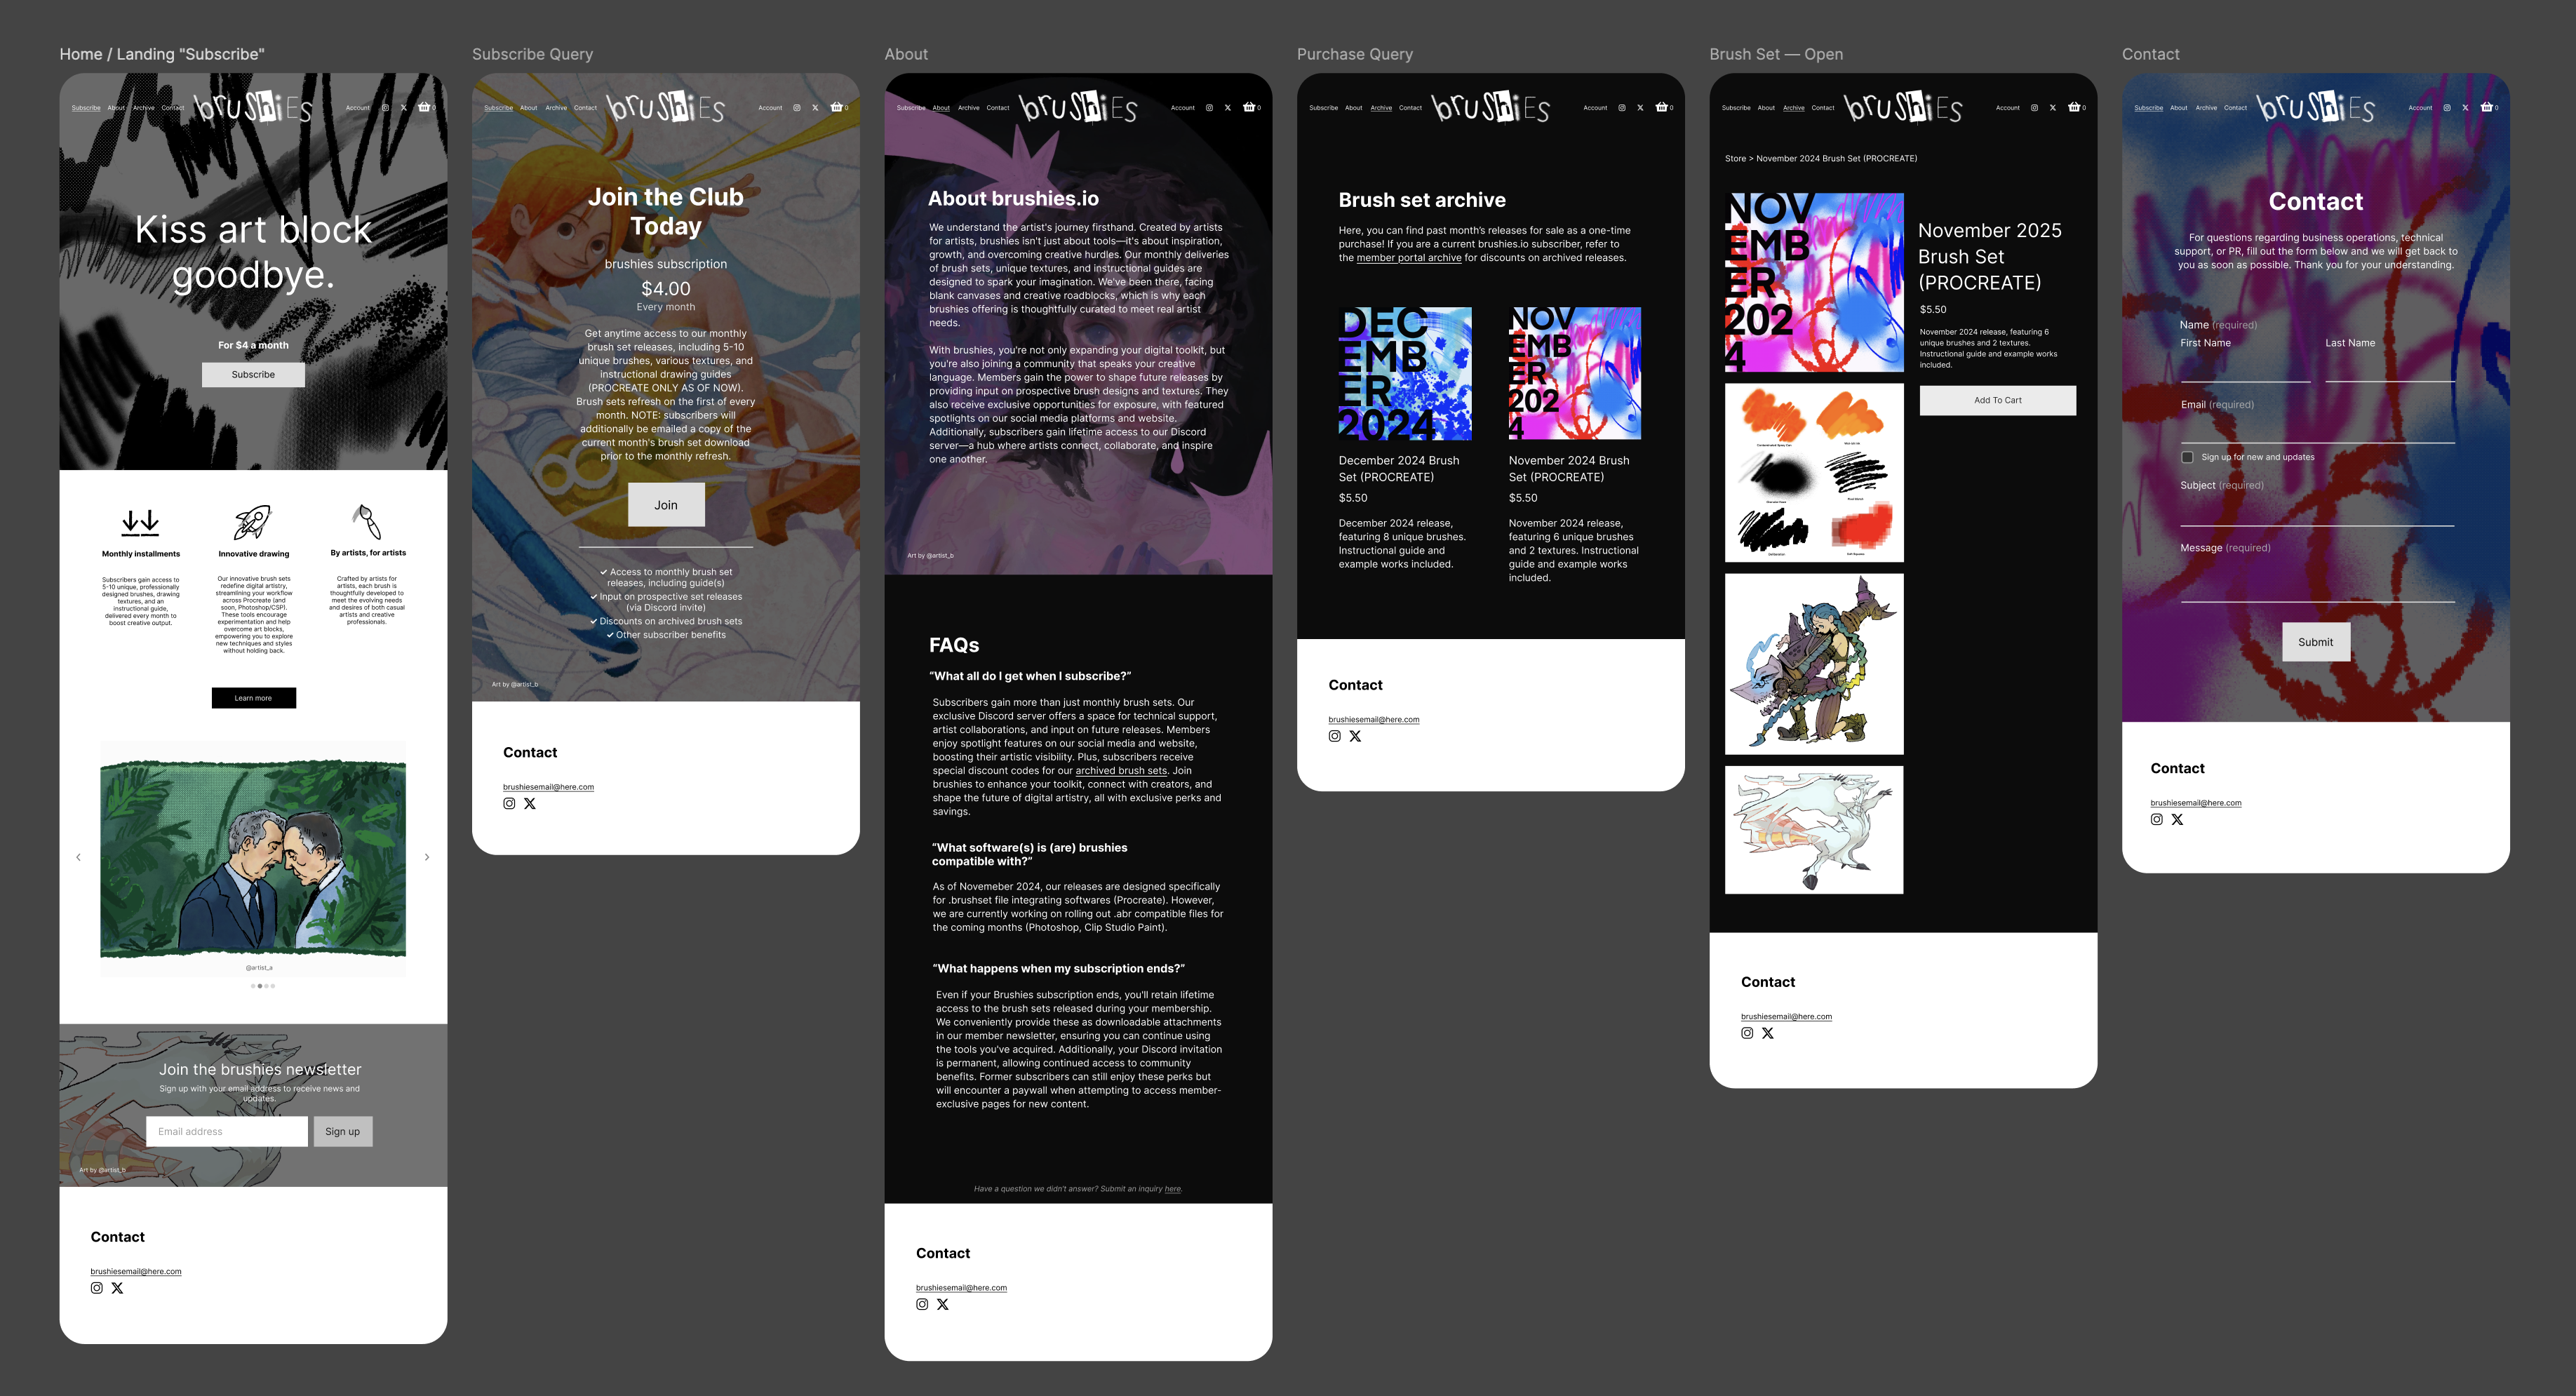 Home / Landing "Subscribe"
Subscribe About Archive Contact
brushies
Account 0
Kiss art block
goodbye.
For $4 a month
Subscribe
Monthly installments
Subscribers gain access to
5-10 unique, professionally
designed brushes, drawing
textures, and an
instructional guide,
delivered every month to
boost creative output.
Innovative drawing
Our innovative brush sets
redefine digital artistry,
streamlining your workflow
across Procreate (and
soon, Photoshop/CSP).
These tools encourage
experimentation and help
overcome art blocks,
empowering you to explore
new techniques and styles
without holding back.
By artists, for artists
Crafted by artists for
artists, each brush is
thoughtfully developed to
meet the evolving needs
and desires of both casual
artists and creative
professionals.
Learn more
@artist_a
Join the brushies newsletter
Sign up with your email address to receive news and
updates.
Email address
Sign up
Art by @artist_b
Contact
brushiesemail@here.com
Subscribe Query
Subscribe About Archive Contact
brushies
Account 0
Join the Club
Today
brushies subscription
$4.00
Every month
Get anytime access to our monthly
brush set releases, including 5-10
unique brushes, various textures, and
instructional drawing guides
(PROCREATE ONLY AS OF NOW).
Brush sets refresh on the first of every
month. NOTE: subscribers will
additionally be emailed a copy of the
current month's brush set download
prior to the monthly refresh.
Join
✓ Access to monthly brush set
releases, including guide(s)
✓ Input on prospective set releases
(via Discord invite)
✓ Discounts on archived brush sets
✓ Other subscriber benefits
Art by @artist_b
Contact
brushiesemail@here.com
About
Subscribe About Archive Contact
brushies
Account 0
About brushies.io
We understand the artist's journey firsthand. Created by artists
for artists, brushies isn't just about tools—it's about inspiration,
growth, and overcoming creative hurdles. Our monthly deliveries
of brush sets, unique textures, and instructional guides are
designed to spark your imagination. We've been there, facing
blank canvases and creative roadblocks, which is why each
brushies offering is thoughtfully curated to meet real artist
needs.
With brushies, you're not only expanding your digital toolkit, but
you're also joining a community that speaks your creative
language. Members gain the power to shape future releases by
providing input on prospective brush designs and textures. They
also receive exclusive opportunities for exposure, with featured
spotlights on our social media platforms and website.
Additionally, subscribers gain lifetime access to our Discord
server—a hub where artists connect, collaborate, and inspire
one another.
Art by @artist_b
FAQs
“What all do I get when I subscribe?”
Subscribers gain more than just monthly brush sets. Our
exclusive Discord server offers a space for technical support,
artist collaborations, and input on future releases. Members
enjoy spotlight features on our social media and website,
boosting their artistic visibility. Plus, subscribers receive
special discount codes for our archived brush sets. Join
brushies to enhance your toolkit, connect with creators, and
shape the future of digital artistry, all with exclusive perks and
savings.
“What software(s) is (are) brushies
compatible with?”
As of Novemeber 2024, our releases are designed specifically
for .brushset file integrating softwares (Procreate). However,
we are currently working on rolling out .abr compatible files for
the coming months (Photoshop, Clip Studio Paint).
“What happens when my subscription ends?”
Even if your Brushies subscription ends, you'll retain lifetime
access to the brush sets released during your membership.
We conveniently provide these as downloadable attachments
in our member newsletter, ensuring you can continue using
the tools you've acquired. Additionally, your Discord invitation
is permanent, allowing continued access to community
benefits. Former subscribers can still enjoy these perks but
will encounter a paywall when attempting to access member-
exclusive pages for new content.
Have a question we didn't answer? Submit an inquiry here.
Contact
brushiesemail@here.com
Purchase Query
Subscribe About Archive Contact
brushies
Account 0
Brush set archive
Here, you can find past month's releases for sale as a one-time
purchase! If you are a current brushies.io subscriber, refer to
the member portal archive for discounts on archived releases.
DEC
EMB
ER
2024
December 2024 Brush
Set (PROCREATE)
$5.50
December 2024 release,
featuring 8 unique brushes.
Instructional guide and
example works included.
NOV
EMB
ER
202
4
November 2024 Brush
Set (PROCREATE)
$5.50
November 2024 release,
featuring 6 unique brushes
and 2 textures. Instructional
guide and example works
included.
Contact
brushiesemail@here.com
Brush Set — Open
Subscribe About Archive Contact
brushies
Account 0
Store > November 2024 Brush Set (PROCREATE)
NOV
EMB
ER
202
4
November 2025
Brush Set
(PROCREATE)
$5.50
November 2024 release, featuring 6
unique brushes and 2 textures.
Instructional guide and example works
included.
Add To Cart
Contact
brushiesemail@here.com
Contact
Subscribe About Archive Contact
brushies
Account 0
Contact
For questions regarding business operations, technical
support, or PR, fill out the form below and we will get back to
you as soon as possible. Thank you for your understanding.
Name (required)
First Name
Last Name
Email (required)
Sign up for new and updates
Subject (required)
Message (required)
Submit
Contact
brushiesemail@here.com